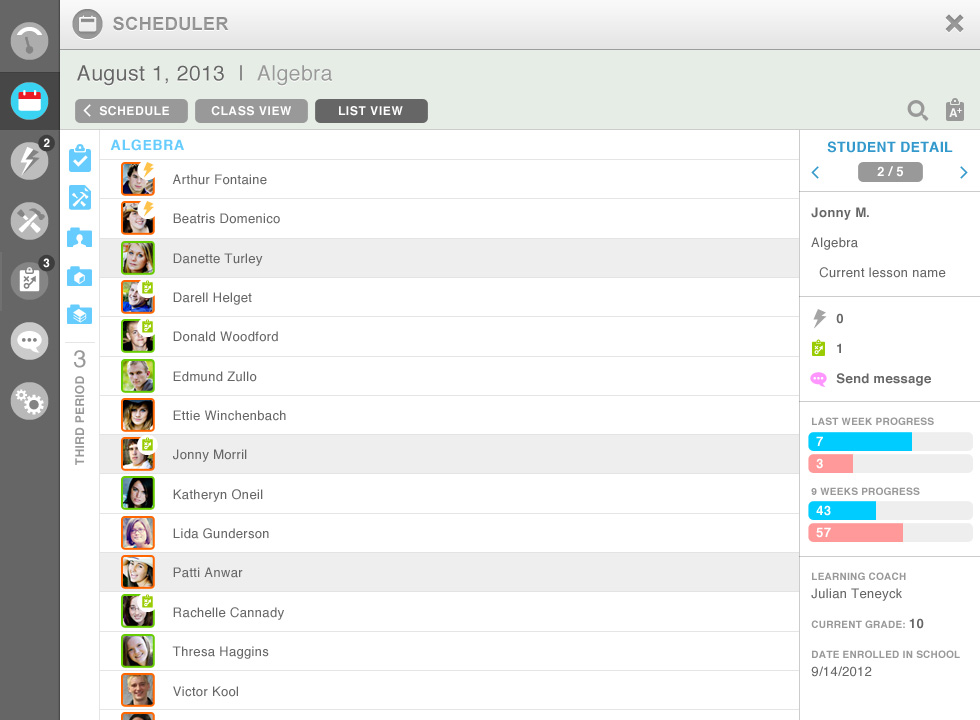 SCHEDULER
August 1, 2013 | Algebra
SCHEDULE
CLASS VIEW
LIST VIEW
A+
2
3
3
THIRD PERIOD
ALGEBRA
Arthur Fontaine
Beatris Domenico
Danette Turley
Darell Helget
Donald Woodford
Edmund Zullo
Ettie Winchenbach
Jonny Morril
Katheryn Oneil
Lida Gunderson
Patti Anwar
Rachelle Cannady
Thresa Haggins
Victor Kool
STUDENT DETAIL
2 / 5
Jonny M.
Algebra
Current lesson name
0
1
Send message
LAST WEEK PROGRESS
7
3
9 WEEKS PROGRESS
43
57
LEARNING COACH
Julian Teneyck
CURRENT GRADE: 10
DATE ENROLLED IN SCHOOL
9/14/2012